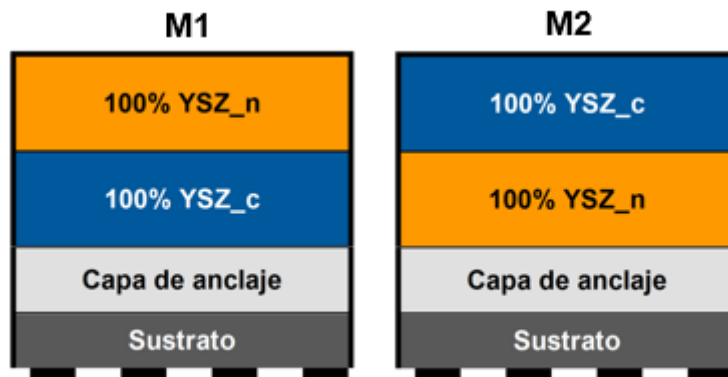 M1
100% YSZ_n
100% YSZ_c
Capa de anclaje
Sustrato
M2
100% YSZ_c
100% YSZ_n
Capa de anclaje
Sustrato